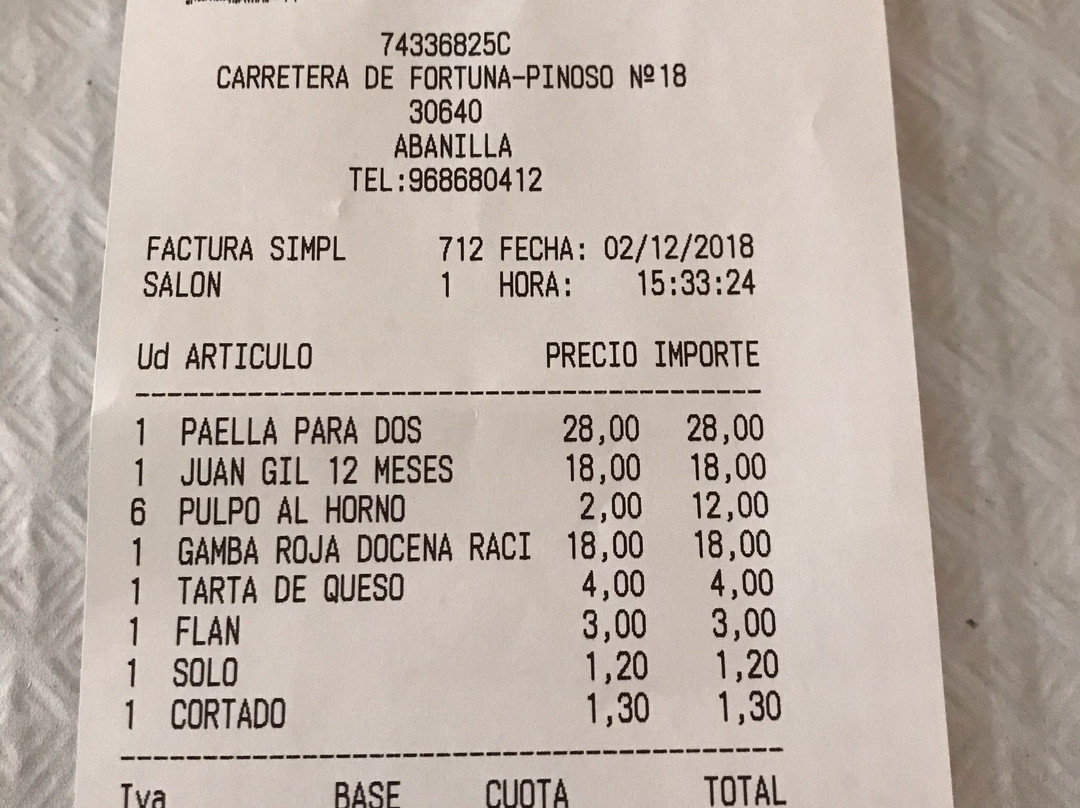 74336825C
CARRETERA DE FORTUNA-PINOSO Nº18
30640
ABANILLA
TEL:968680412
FACTURA SIMPL 712 FECHA: 02/12/2018
SALON 1 HORA: 15:33:24
Ud ARTICULO PRECIO IMPORTE
1 PAELLA PARA DOS 28,00 28,00
1 JUAN GIL 12 MESES 18,00 18,00
6 PULPO AL HORNO 2,00 12,00
1 GAMBA ROJA DOCENA RACI 18,00 18,00
1 TARTA DE QUESO 4,00 4,00
1 FLAN 3,00 3,00
1 SOLO 1,20 1,20
1 CORTADO 1,30 1,30
Iva BASE CUOTA TOTAL